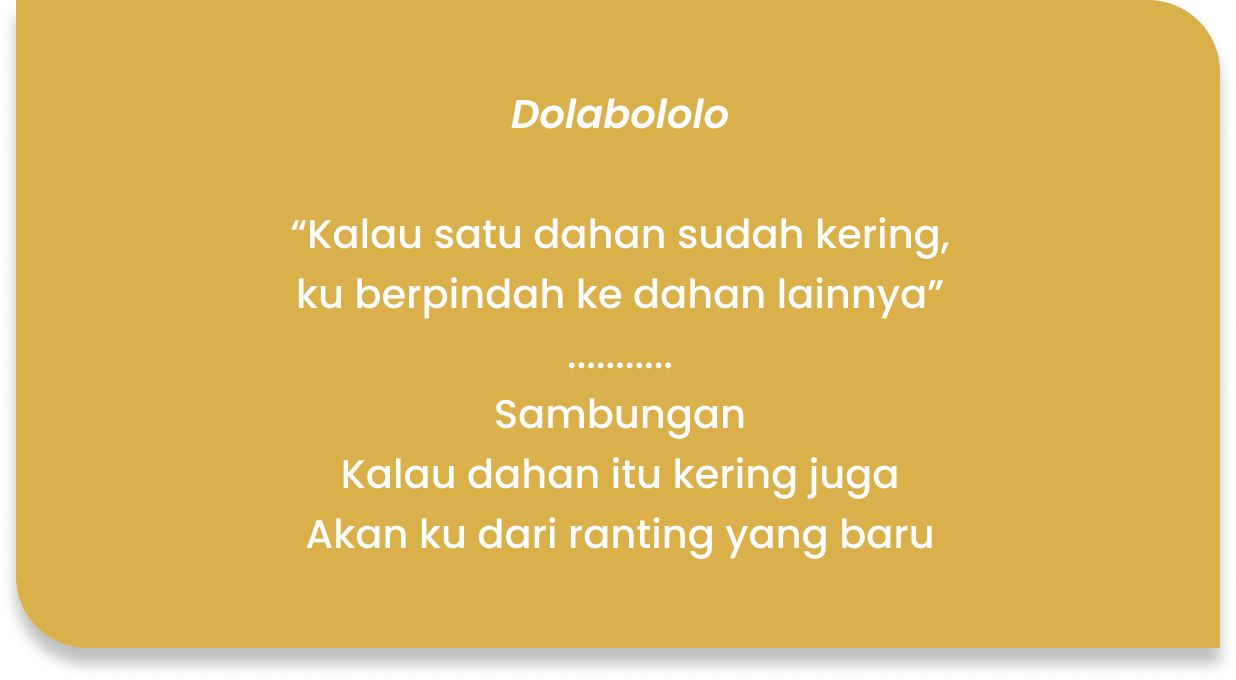 Dolabololo
“Kalau satu dahan sudah kering,
ku berpindah ke dahan lainnya”
...........
Sambungan
Kalau dahan itu kering juga
Akan ku dari ranting yang baru